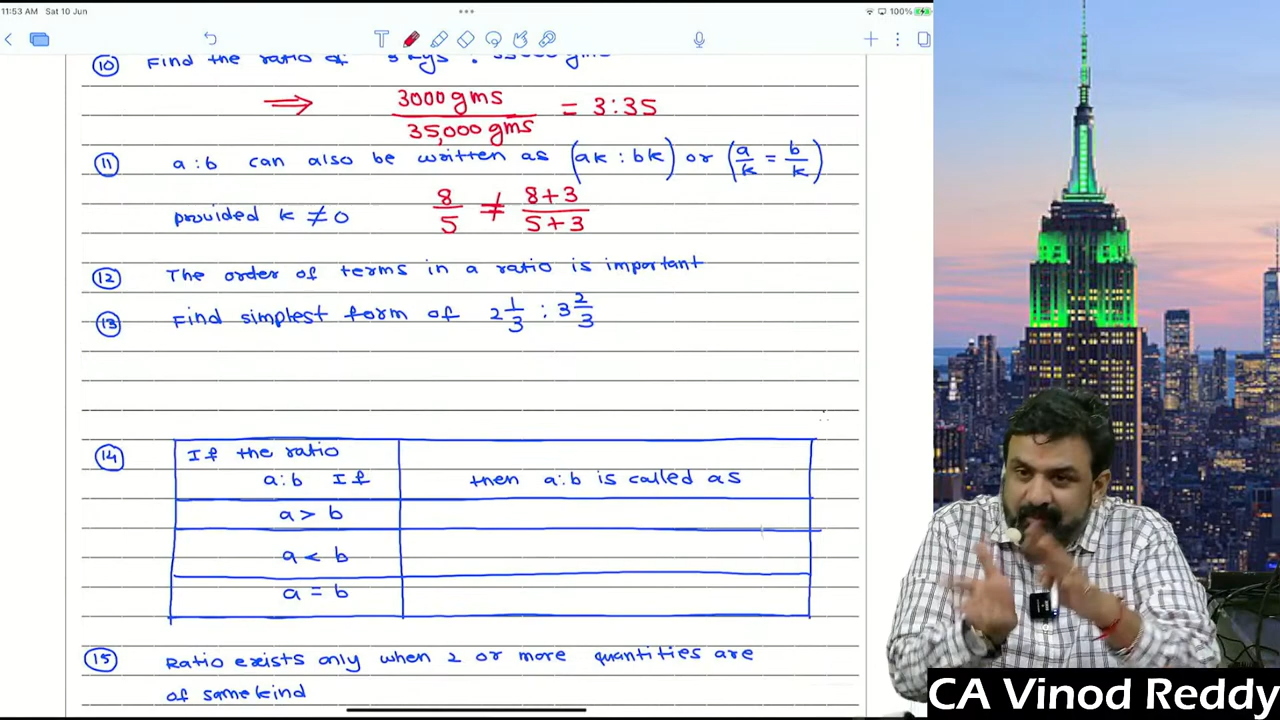 11:53 AM Sat 10 Jun
100%
T
10 Find the ratio of 3 kgs : 35000 gms
⇒ 3000 gms / 35,000 gms = 3:35
11 a:b can also be written as (ak : bk) or (a/k = b/k)
provided k ≠ 0 8/5 ≠ 8+3/5+3
12 The order of terms in a ratio is important
13 Find simplest form of 2 1/3 : 3 2/3
14 If the ratio
a:b If then a:b is called as
a > b
a < b
a = b
15 Ratio exists only when 2 or more quantities are
of same kind
CA Vinod Reddy